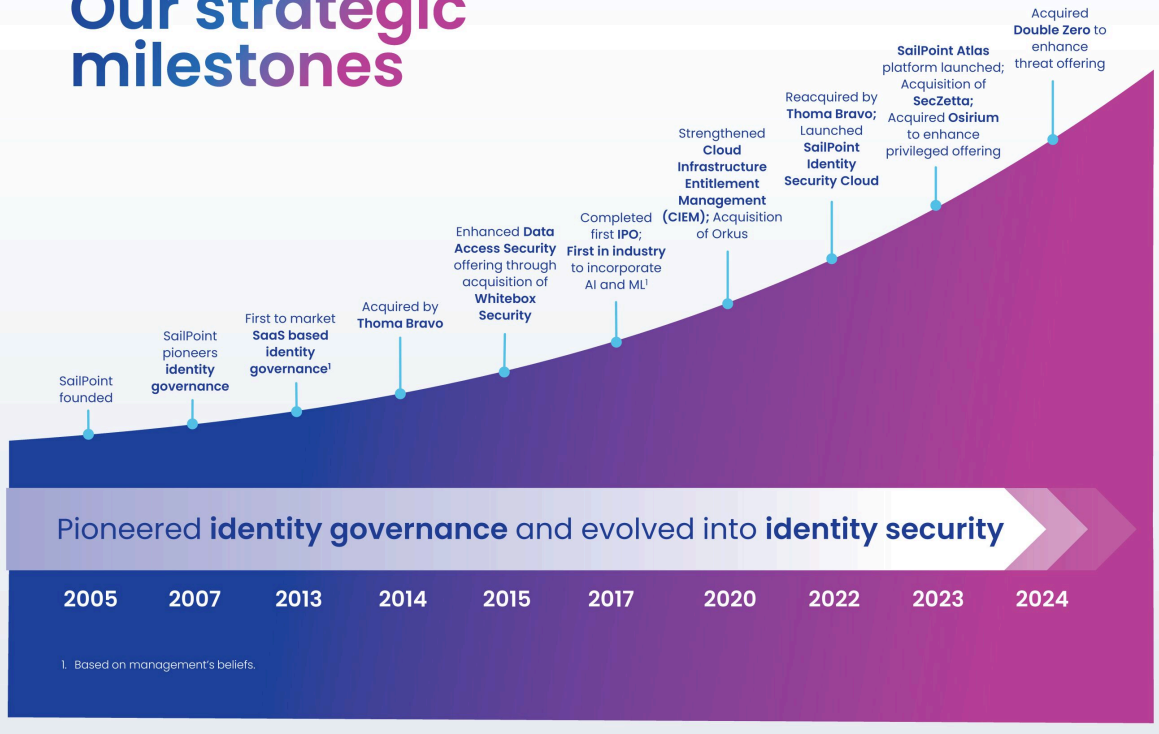 Our strategic
milestones
SailPoint
founded
SailPoint
pioneers
identity
governance
First to market
SaaS based
identity
governance¹
Acquired by
Thoma Bravo
Enhanced Data
Access Security
offering through
acquisition of
Whitebox
Security
Completed
first IPO;
First in industry
to incorporate
AI and ML¹
Strengthened
Cloud
Infrastructure
Entitlement
Management
(CIEM); Acquisition
of Orkus
Reacquired by
Thoma Bravo;
Launched
SailPoint
Identity
Security Cloud
SailPoint Atlas
platform launched;
Acquisition of
SecZetta;
Acquired Osirium
to enhance
privileged offering
Acquired
Double Zero to
enhance
threat offering
Pioneered identity governance and evolved into identity security
2005 2007 2013 2014 2015 2017 2020 2022 2023 2024
1. Based on management's beliefs.